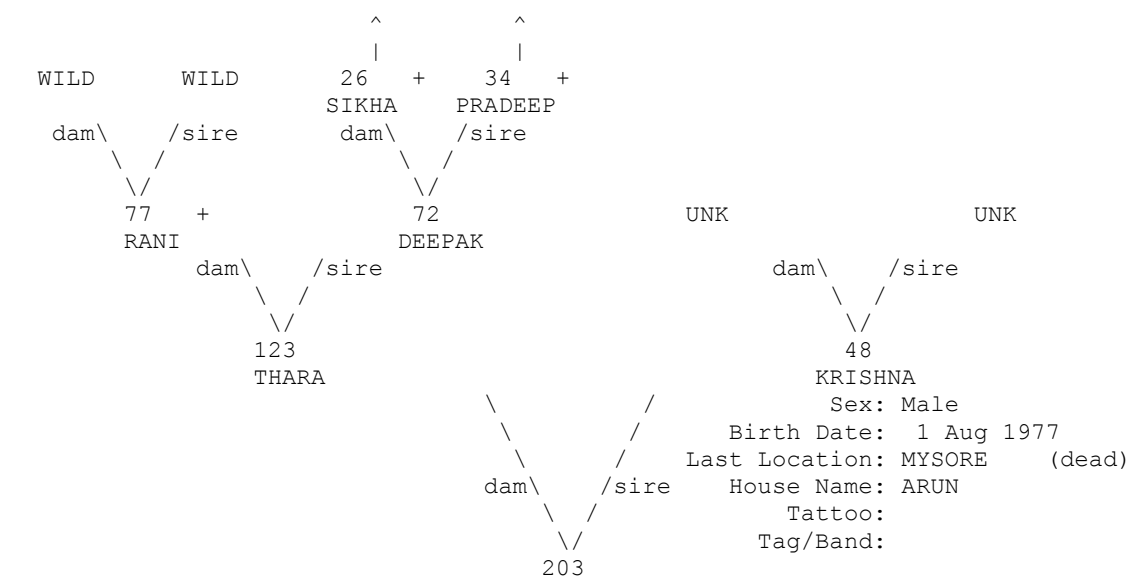 ^ ^
| |
WILD WILD 26 + 34 +
SIKHA PRADEEP
dam\ /sire dam\ /sire
\ / \ /
\/ \/
77 + 72 UNK UNK
RANI DEEPAK
dam\ /sire dam\ /sire
\ / \ /
\/ \/
123 48
THARA KRISHNA
\ / Sex: Male
\ / Birth Date: 1 Aug 1977
\ / Last Location: MYSORE (dead)
dam\ /sire House Name: ARUN
\ / Tattoo:
\/ Tag/Band:
203